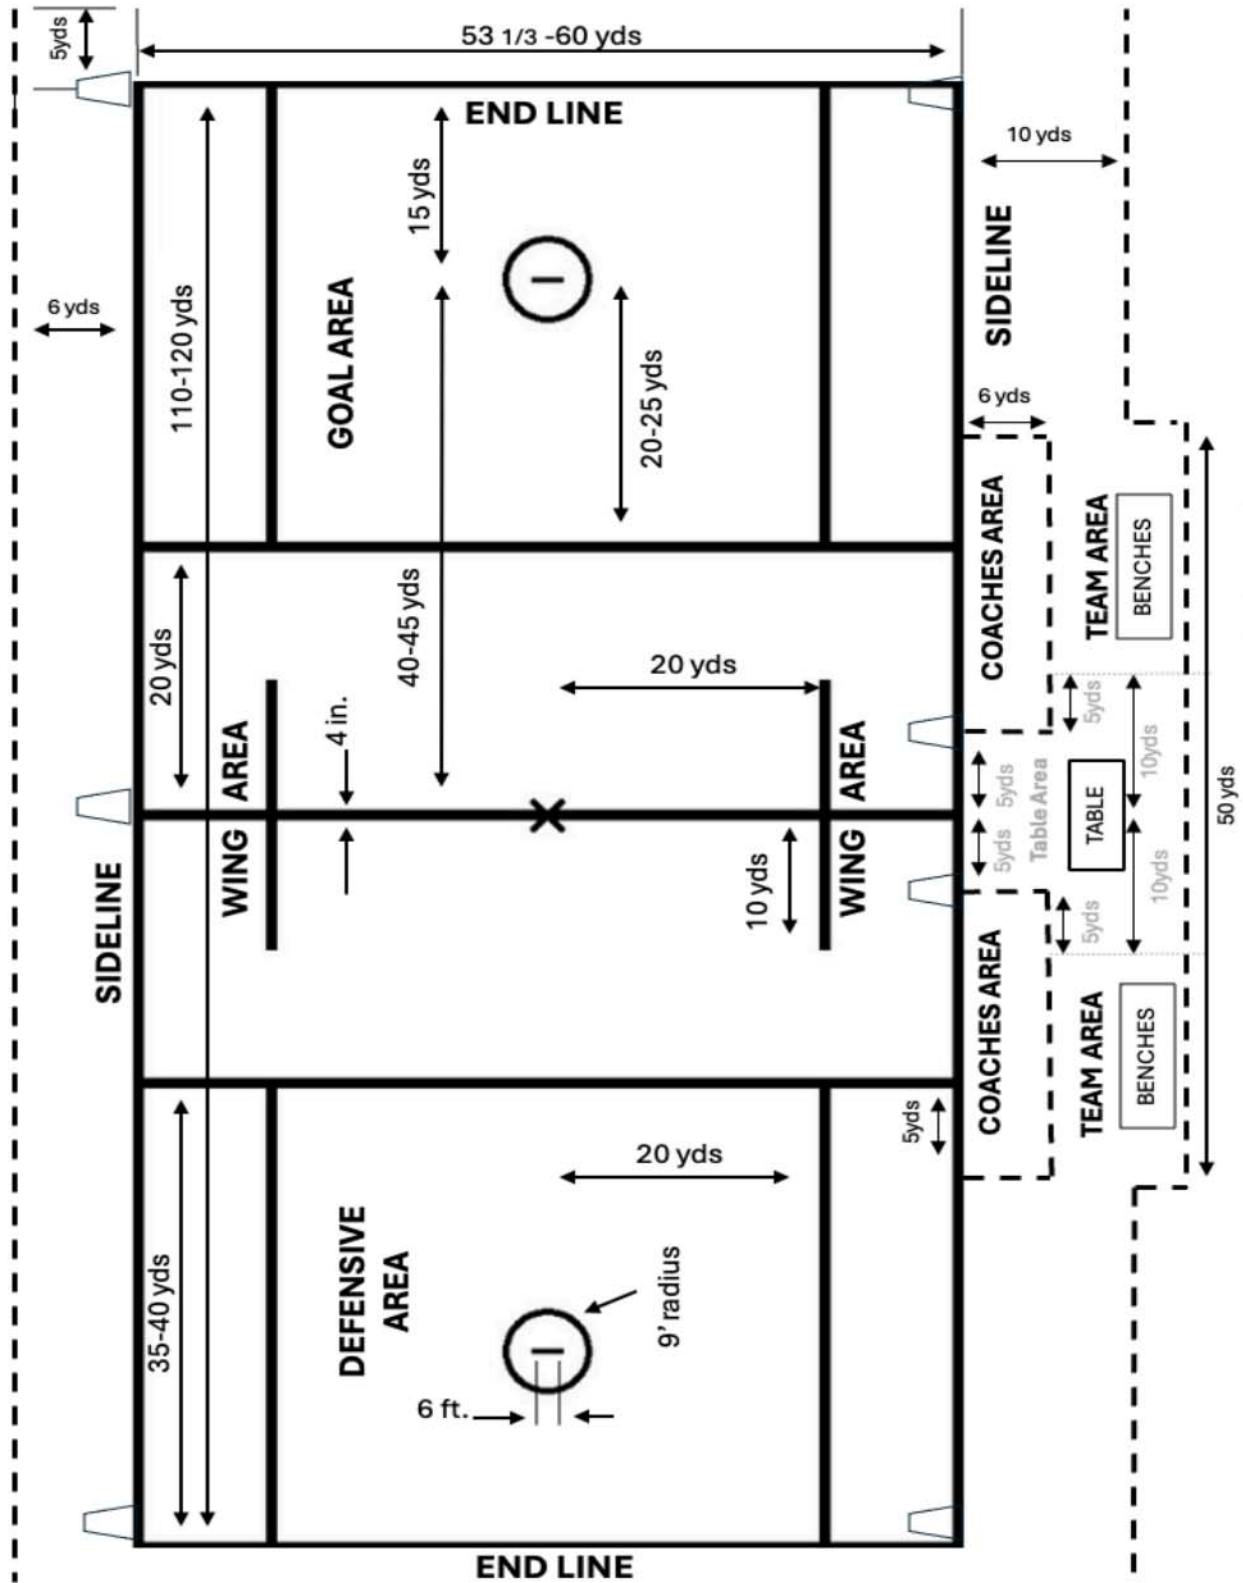 5yds
53 1/3 -60 yds
END LINE
10 yds
15 yds
SIDELINE
6 yds
110-120 yds
GOAL AREA
20-25 yds
6 yds
COACHES AREA
TEAM AREA
BENCHES
20 yds
40-45 yds
20 yds
4 in.
WING AREA
WING AREA
5yds
10yds
5yds
Table Area
TABLE
50 yds
5yds
10yds
10 yds
5yds
SIDELINE
COACHES AREA
TEAM AREA
BENCHES
5yds
20 yds
DEFENSIVE
AREA
35-40 yds
9' radius
6 ft.
END LINE